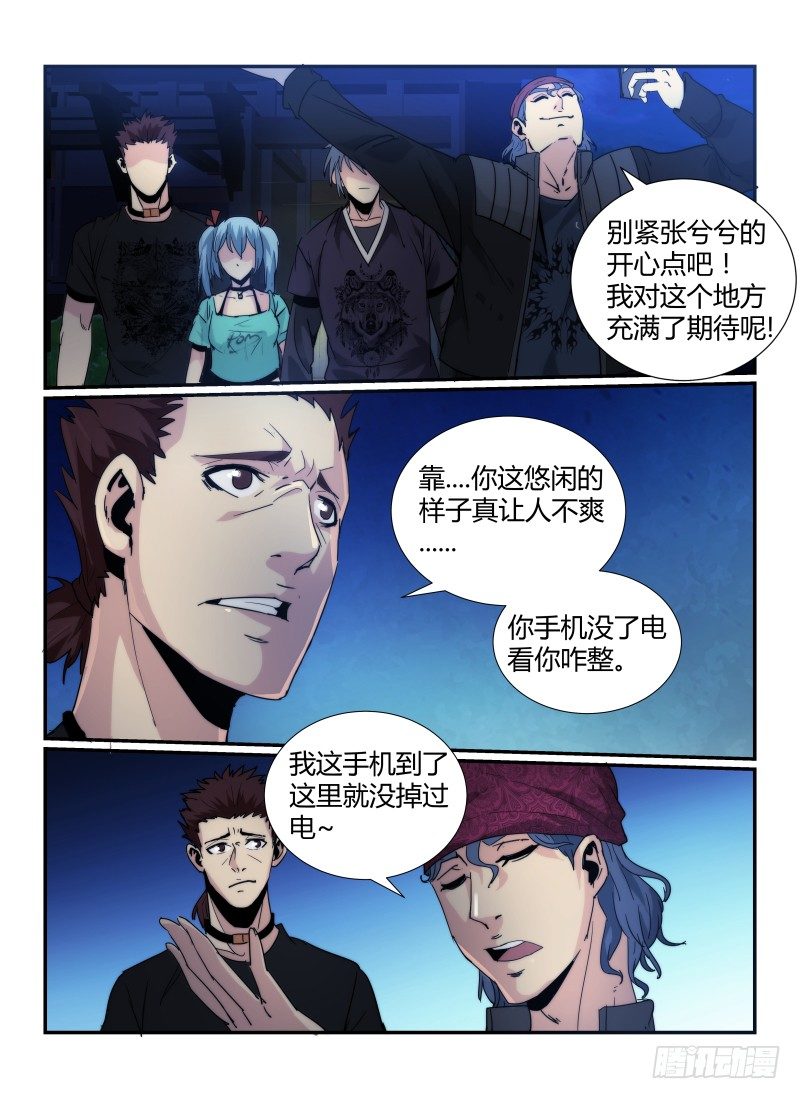 别紧张兮兮的
开心点吧！
我对这个地方
充满了期待呢!
靠....你这悠闲的
样子真让人不爽
......
你手机没了电
看你咋整。
我这手机到了
这里就没掉过
电~
腾讯动漫